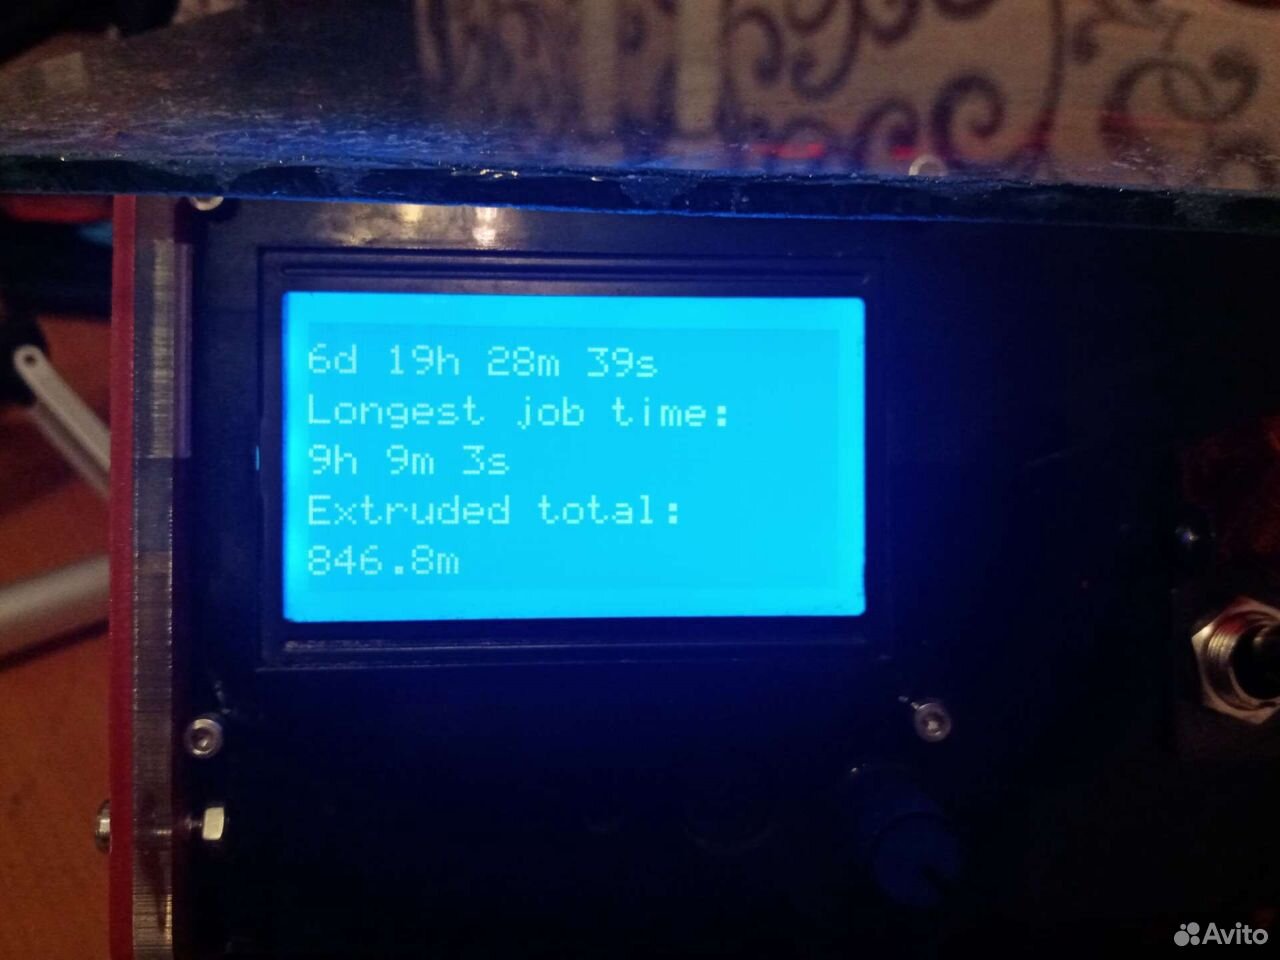 6d 19h 28m 39s
Longest job time:
9h 9m 3s
Extruded total:
846.8m
Avito